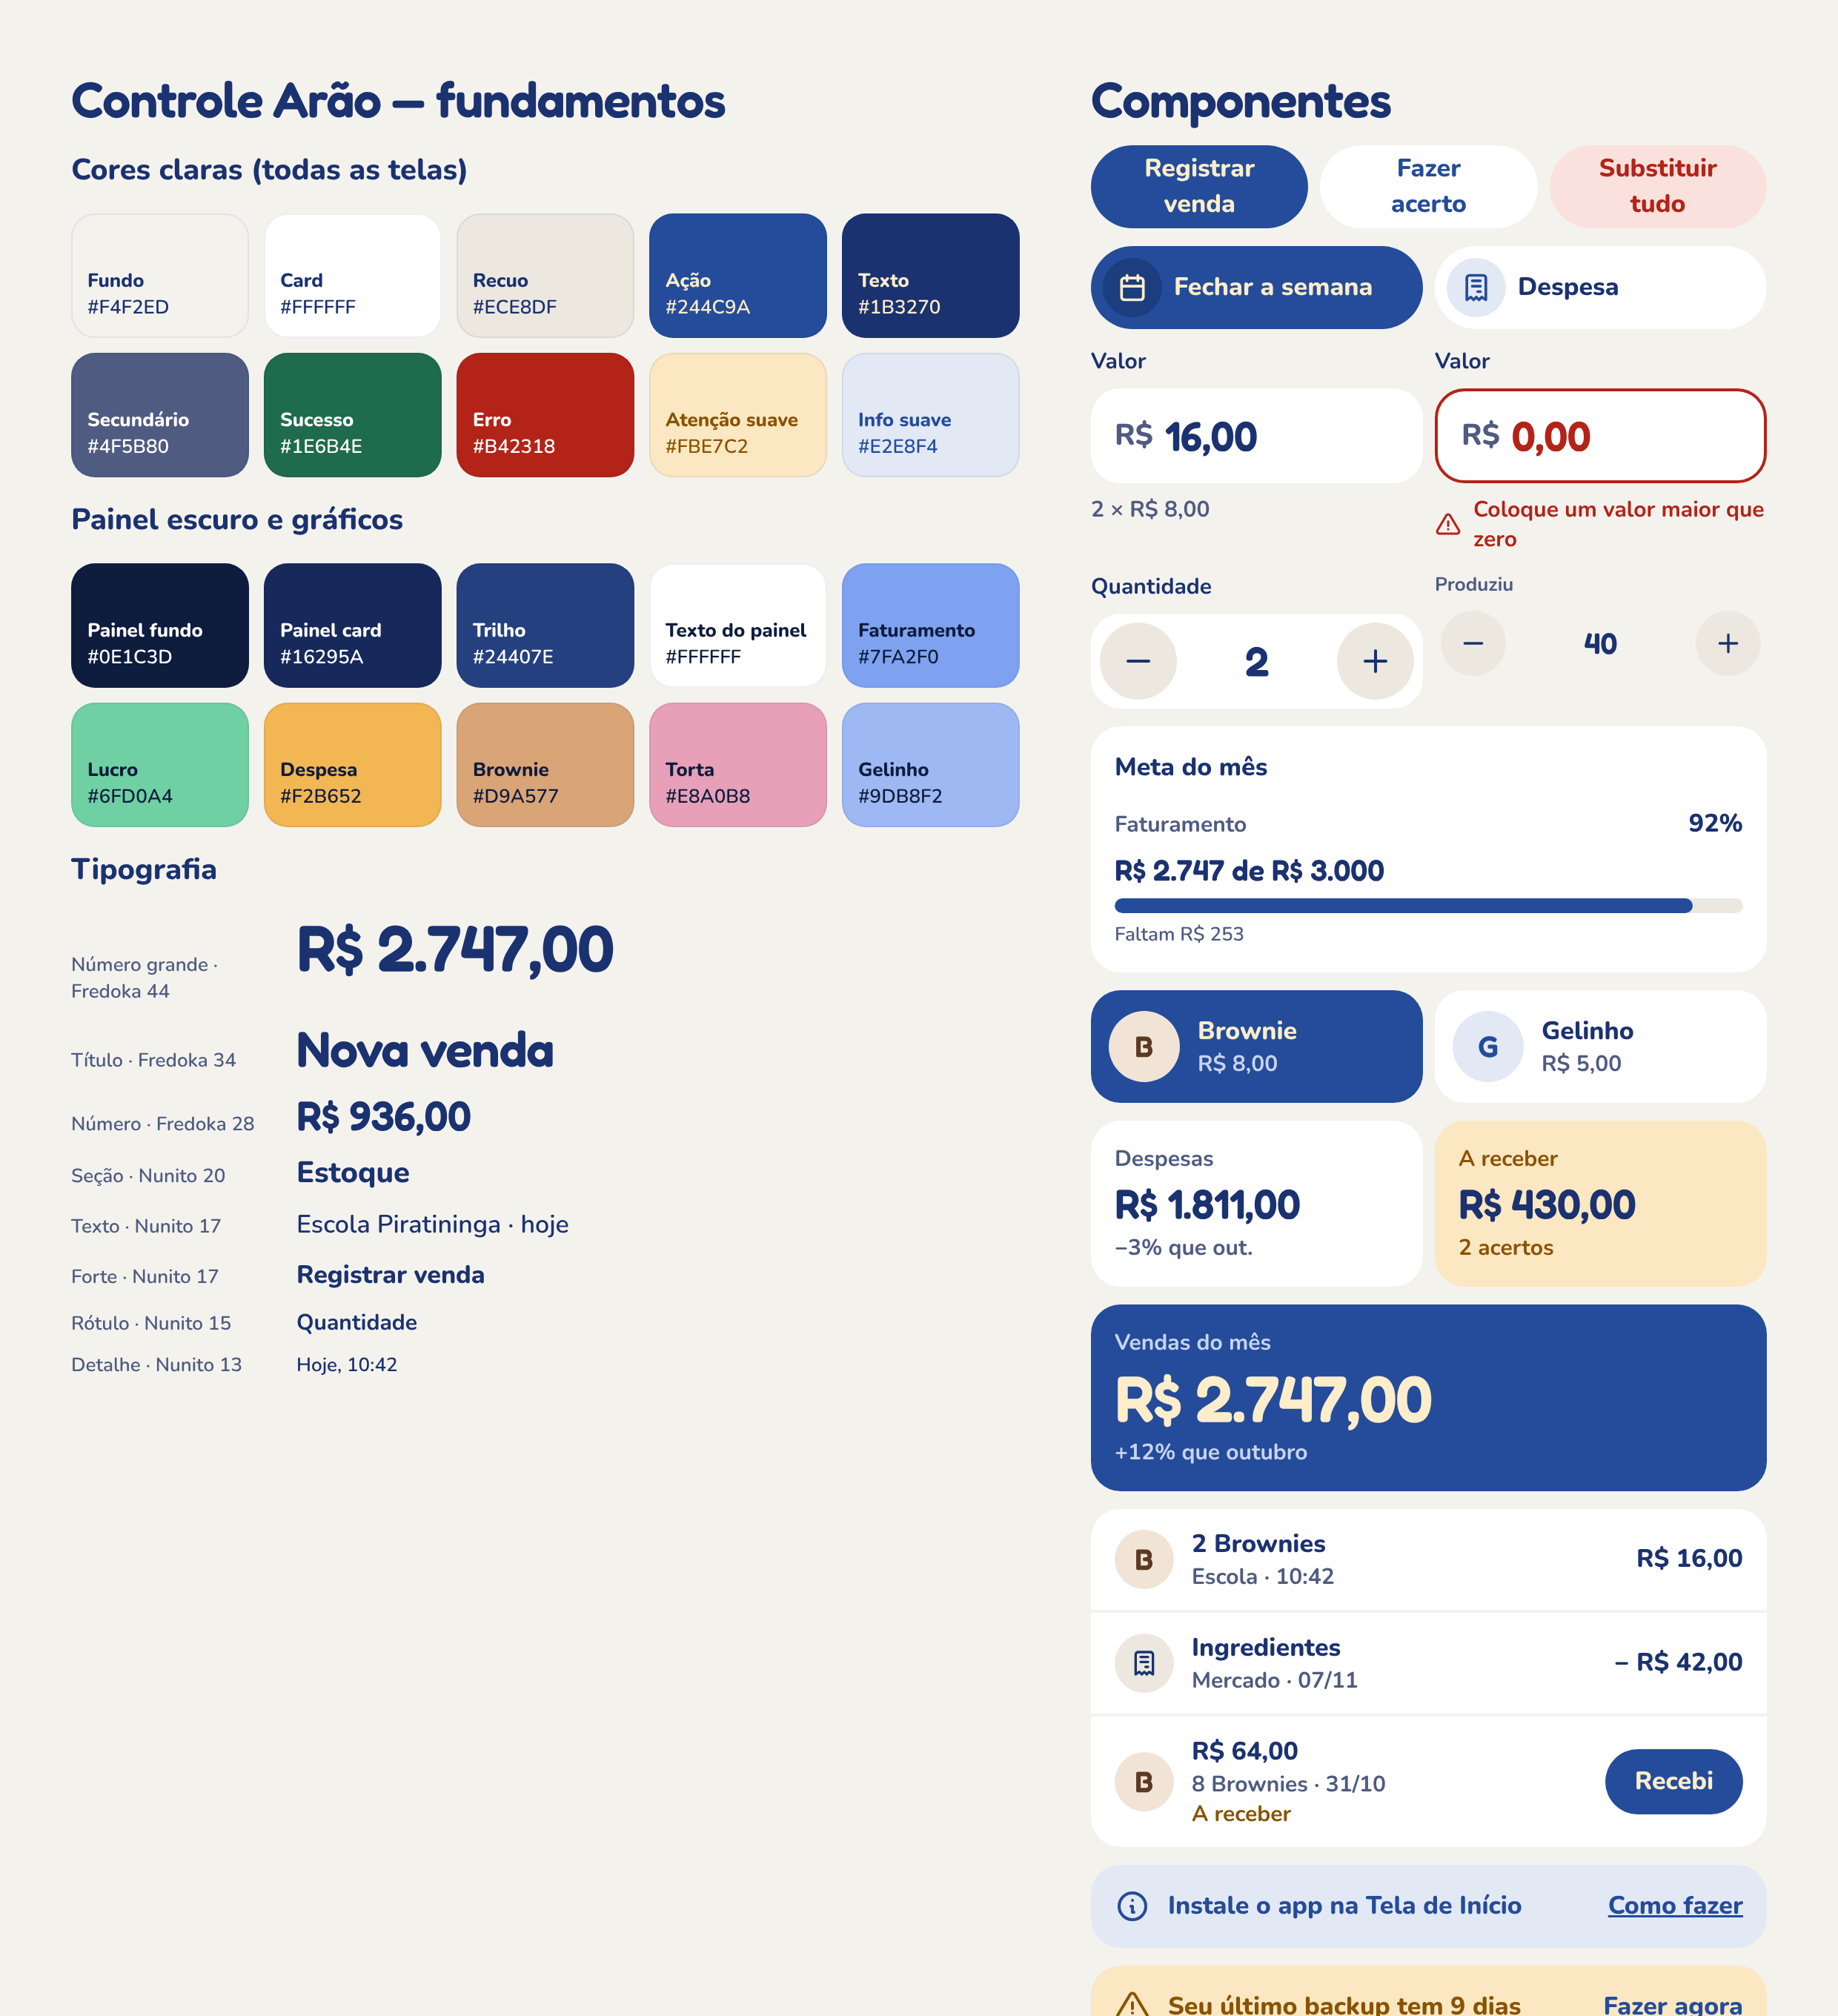 Controle Arão — fundamentos
Cores claras (todas as telas)
Fundo
#F4F2ED
Card
#FFFFFF
Recuo
#ECE8DF
Ação
#244C9A
Texto
#1B3270
Secundário
#4F5B80
Sucesso
#1E6B4E
Erro
#B42318
Atenção suave
#FBE7C2
Info suave
#E2E8F4
Painel escuro e gráficos
Painel fundo
#0E1C3D
Painel card
#16295A
Trilho
#24407E
Texto do painel
#FFFFFF
Faturamento
#7FA2F0
Lucro
#6FD0A4
Despesa
#F2B652
Brownie
#D9A577
Torta
#E8A0B8
Gelinho
#9DB8F2
Tipografia
Número grande ·
Fredoka 44
R$ 2.747,00
Título · Fredoka 34
Nova venda
Número · Fredoka 28
R$ 936,00
Seção · Nunito 20
Estoque
Texto · Nunito 17
Escola Piratininga · hoje
Forte · Nunito 17
Registrar venda
Rótulo · Nunito 15
Quantidade
Detalhe · Nunito 13
Hoje, 10:42
Componentes
Registrar
venda
Fazer
acerto
Substituir
tudo
Fechar a semana
Despesa
Valor
R$ 16,00
2 × R$ 8,00
Valor
R$ 0,00
Coloque um valor maior que
zero
Quantidade
− 2 +
Produziu
− 40 +
Meta do mês
Faturamento 92%
R$ 2.747 de R$ 3.000
Faltam R$ 253
B
Brownie
R$ 8,00
G
Gelinho
R$ 5,00
Despesas
R$ 1.811,00
−3% que out.
A receber
R$ 430,00
2 acertos
Vendas do mês
R$ 2.747,00
+12% que outubro
B
2 Brownies
Escola · 10:42
R$ 16,00
Ingredientes
Mercado · 07/11
− R$ 42,00
B
R$ 64,00
8 Brownies · 31/10
A receber
Recebi
Instale o app na Tela de Início
Como fazer
Seu último backup tem 9 dias
Fazer agora